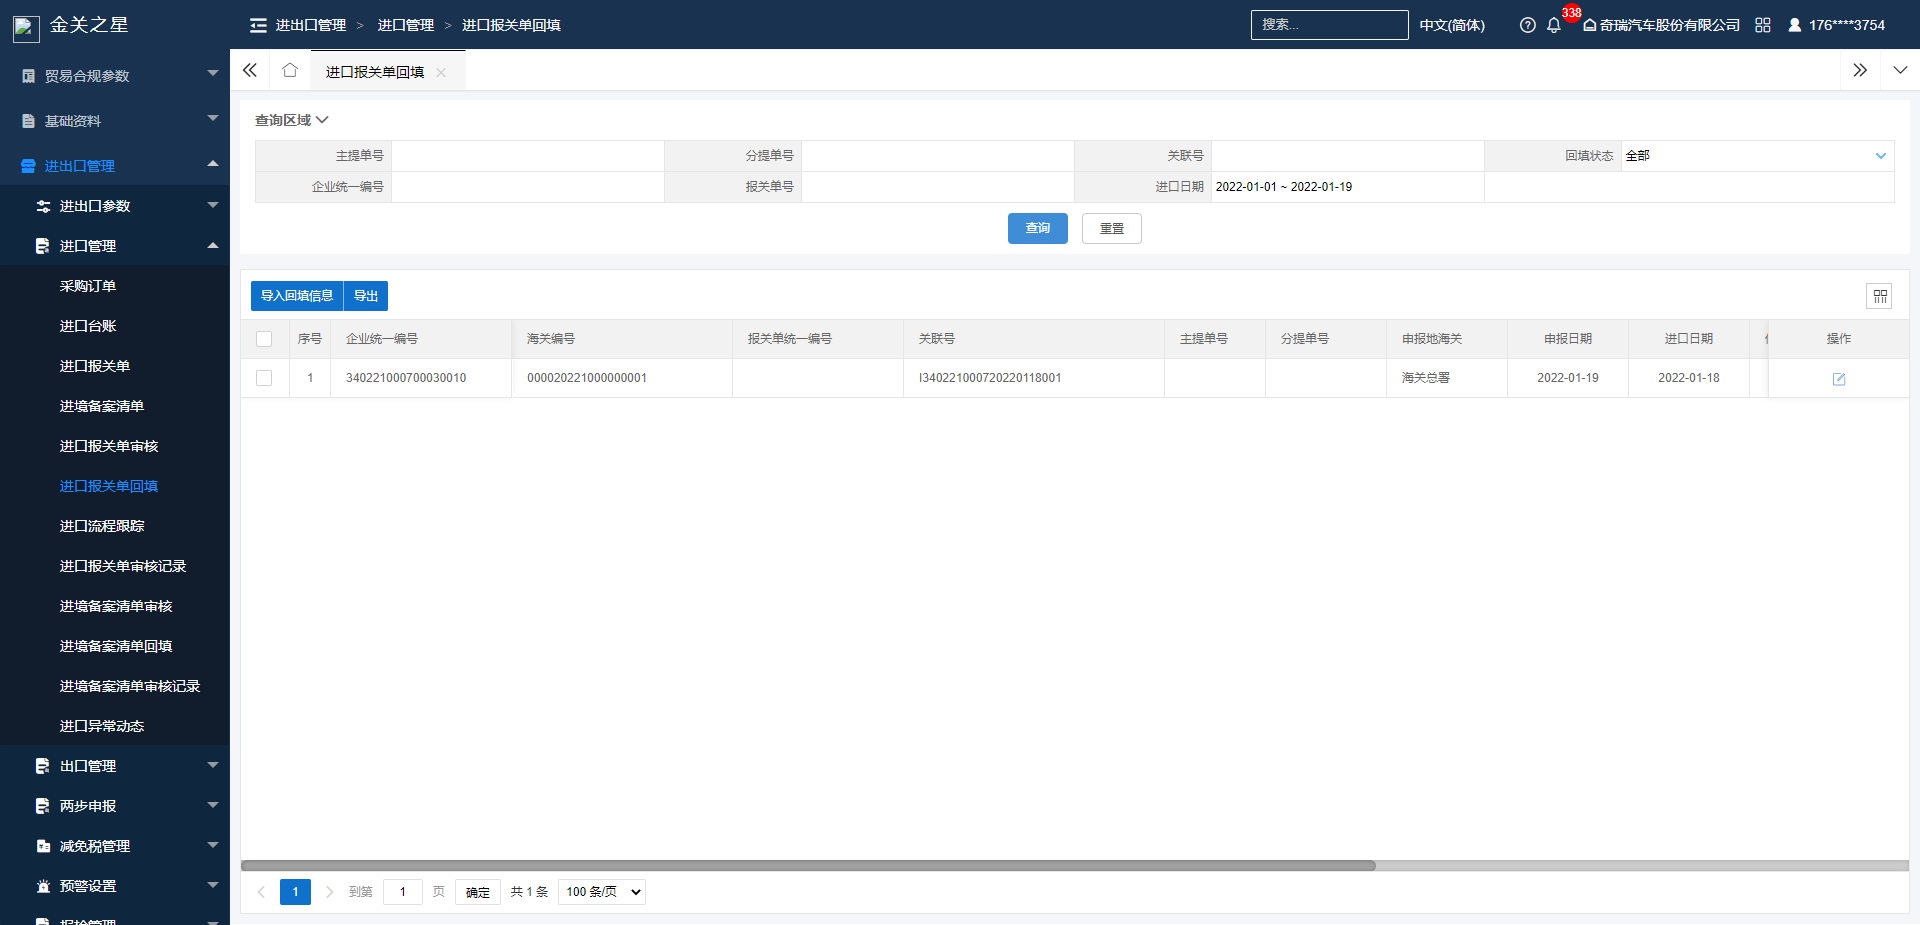 金关之星
进出口管理 > 进口管理 > 进口报关单回填
搜索...
中文(简体)
338
奇瑞汽车股份有限公司
176****3754
贸易合规参数
基础资料
进出口管理
进出口参数
进口管理
采购订单
进口台账
进口报关单
进境备案清单
进口报关单审核
进口报关单回填
进口流程跟踪
进口报关单审核记录
进境备案清单审核
进境备案清单回填
进境备案清单审核记录
进口异常动态
出口管理
两步申报
减免税管理
预警设置
报检管理
进口报关单回填
查询区域
主提单号 分提单号 关联号 回填状态 全部
企业统一编号 报关单号 进口日期 2022-01-01 ~ 2022-01-19
查询 重置
导入回填信息 导出
序号 企业统一编号 海关编号 报关单统一编号 关联号 主提单号 分提单号 申报地海关 申报日期 进口日期 操作
1 340221000700030010 000020221000000001 I340221000720220118001 海关总署 2022-01-19 2022-01-18
1 到第 1 页 确定 共 1 条 100 条/页